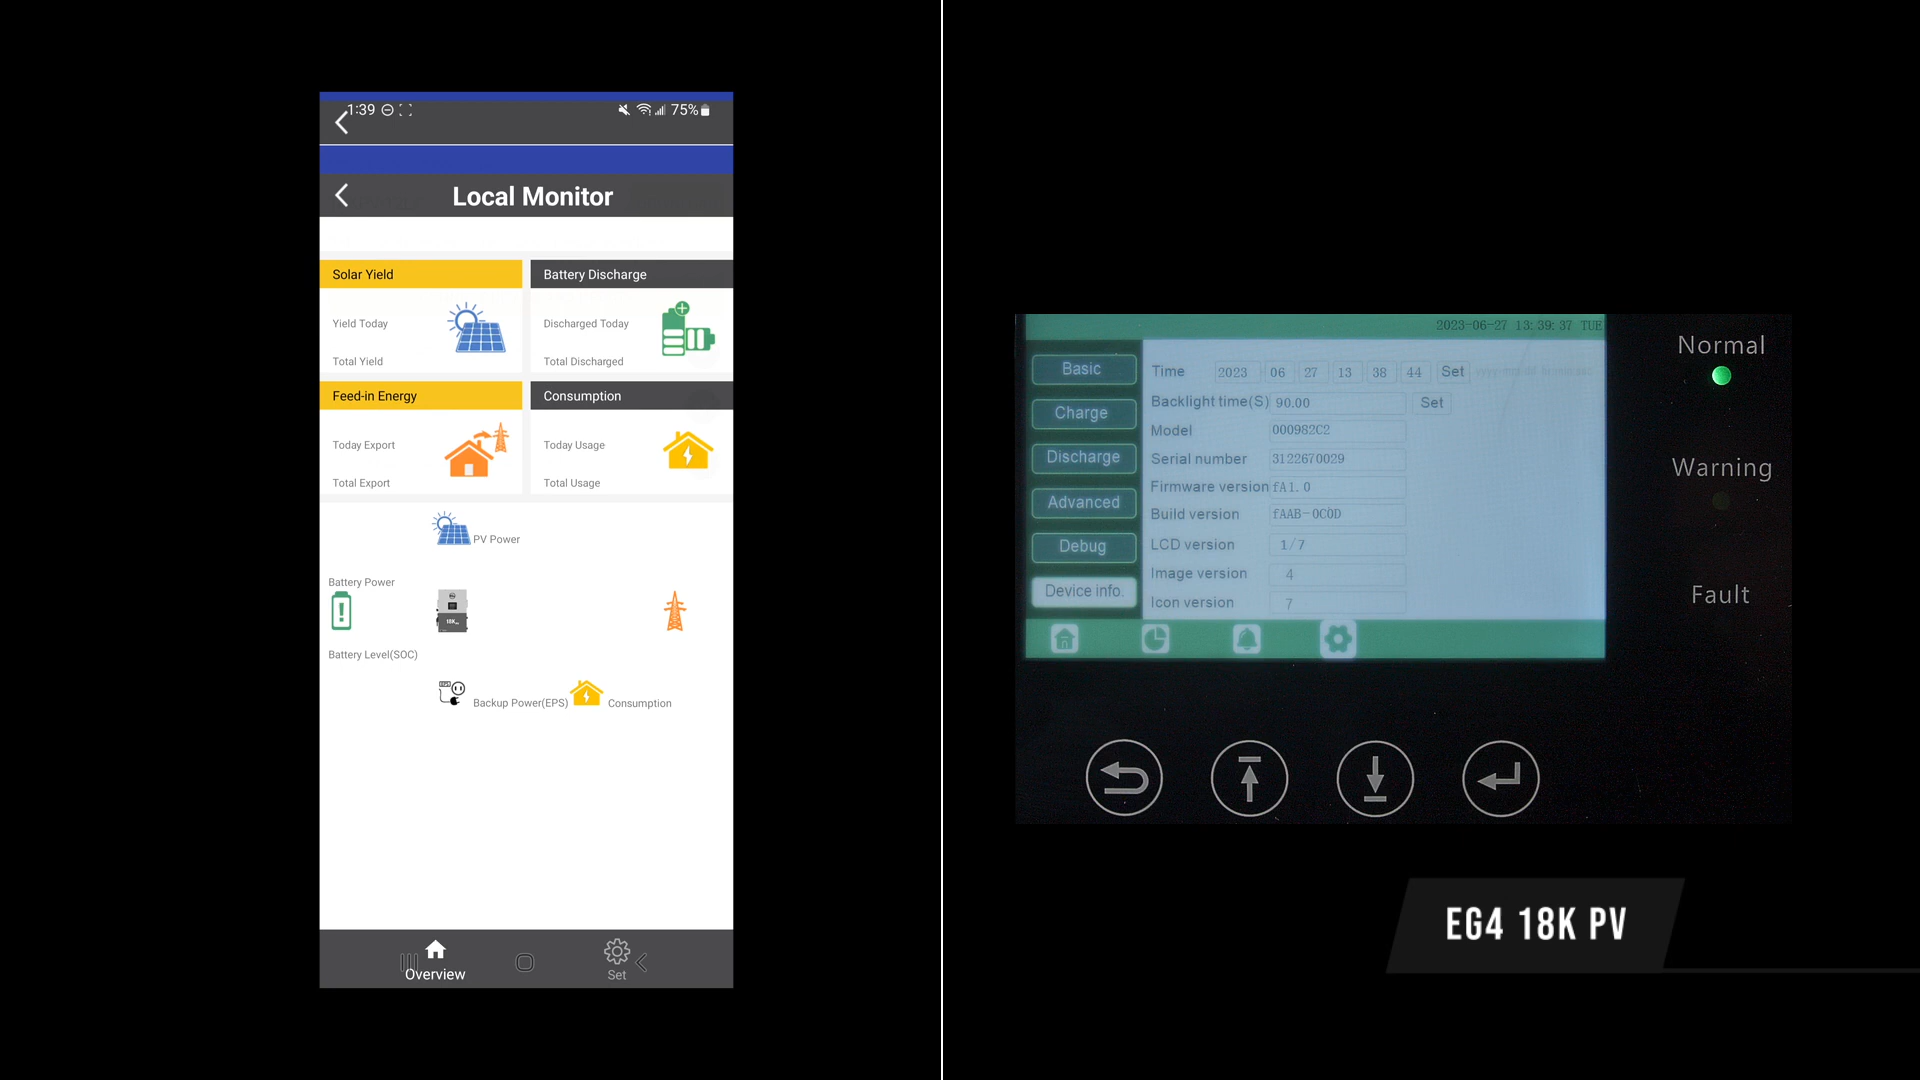 1:39 75%
Local Monitor
Solar Yield Battery Discharge
Yield Today Discharged Today
Total Yield Total Discharged
Feed-in Energy Consumption
Today Export Today Usage
Total Export Total Usage
PV Power
Battery Power
18K
Battery Level(SOC)
EPS
Backup Power(EPS) Consumption
Overview Set
2023-06-27 13:39:37 TUE
Basic
Charge
Discharge
Advanced
Debug
Device info.
Time 2023 06 27 13 38 44 Set
Backlight time(S) 90.00 Set
Model 000982C2
Serial number 3122670029
Firmware version fA1.0
Build version fAAB-0C0D
LCD version 1/7
Image version 4
Icon version 7
Normal
Warning
Fault
EG4 18K PV